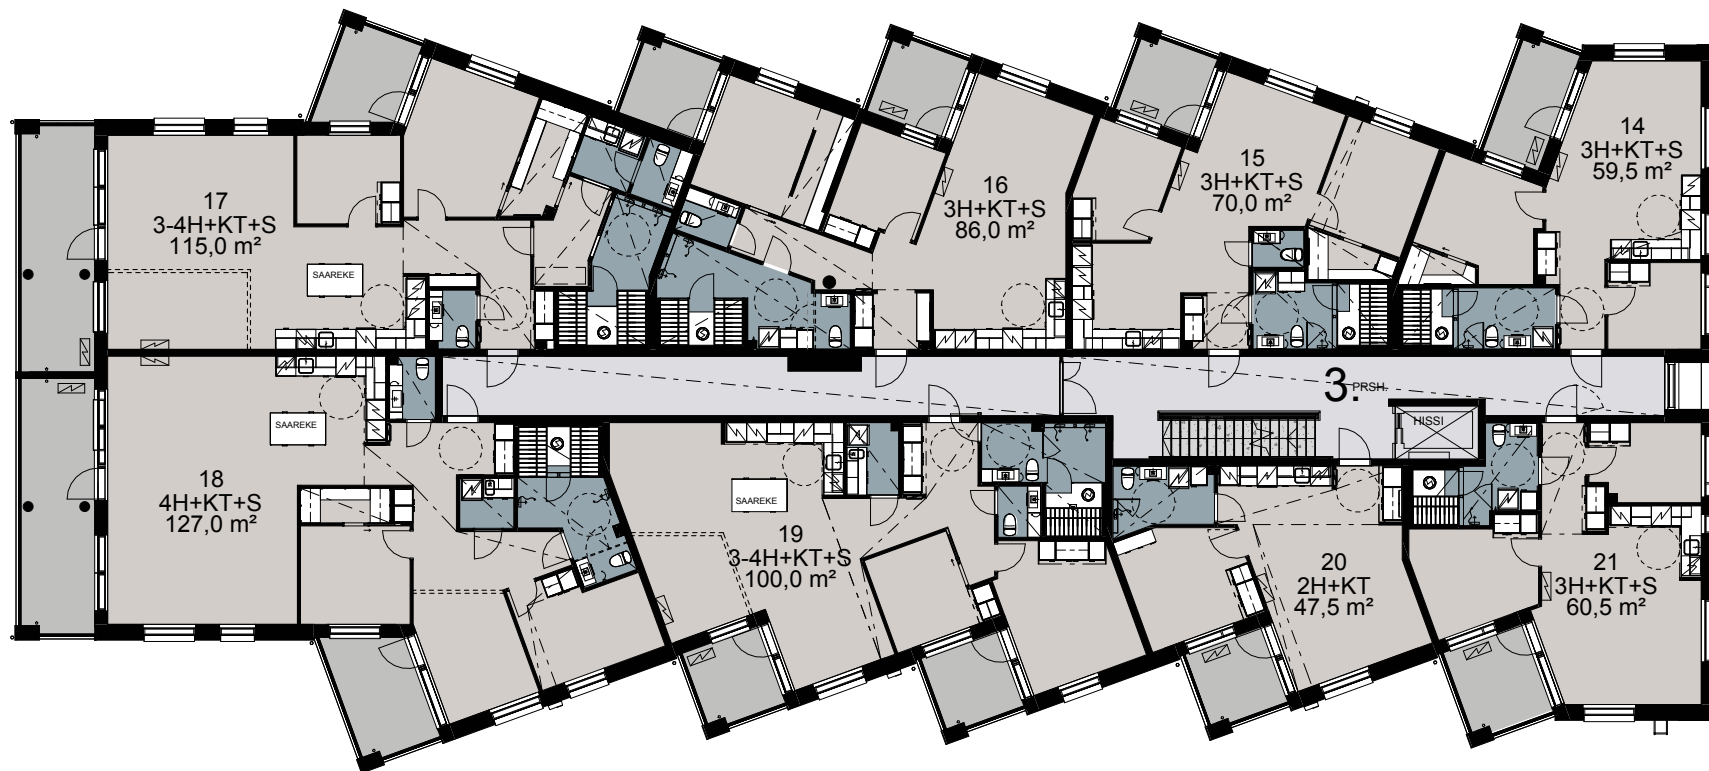 14
3H+KT+S
59,5 m²
15
3H+KT+S
70,0 m²
16
3H+KT+S
86,0 m²
17
3-4H+KT+S
115,0 m²
SAAREKE
3. PRSH.
HISSI
SAAREKE
18
4H+KT+S
127,0 m²
SAAREKE
19
3-4H+KT+S
100,0 m²
20
2H+KT
47,5 m²
21
3H+KT+S
60,5 m²